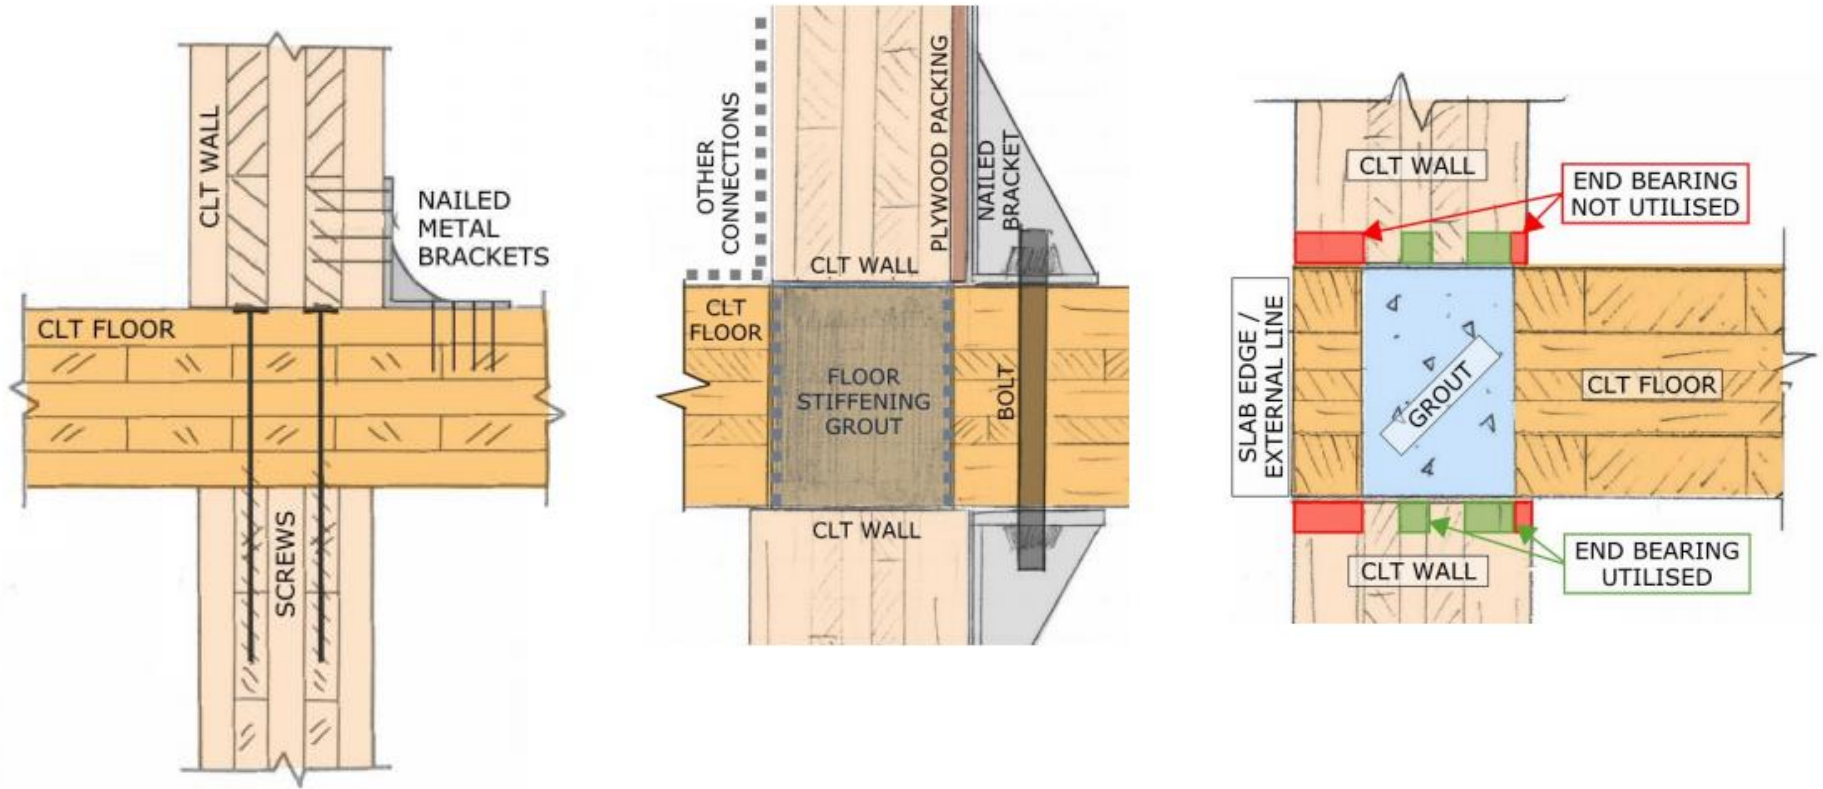 CLT WALL
NAILED
METAL
BRACKETS
CLT FLOOR
SCREWS
OTHER
CONNECTIONS
PLYWOOD PACKING
NAILED
BRACKET
CLT WALL
CLT
FLOOR
FLOOR
STIFFENING
GROUT
BOLT
CLT WALL
CLT WALL
END BEARING
NOT UTILISED
SLAB EDGE /
EXTERNAL LINE
GROUT
CLT FLOOR
CLT WALL
END BEARING
UTILISED